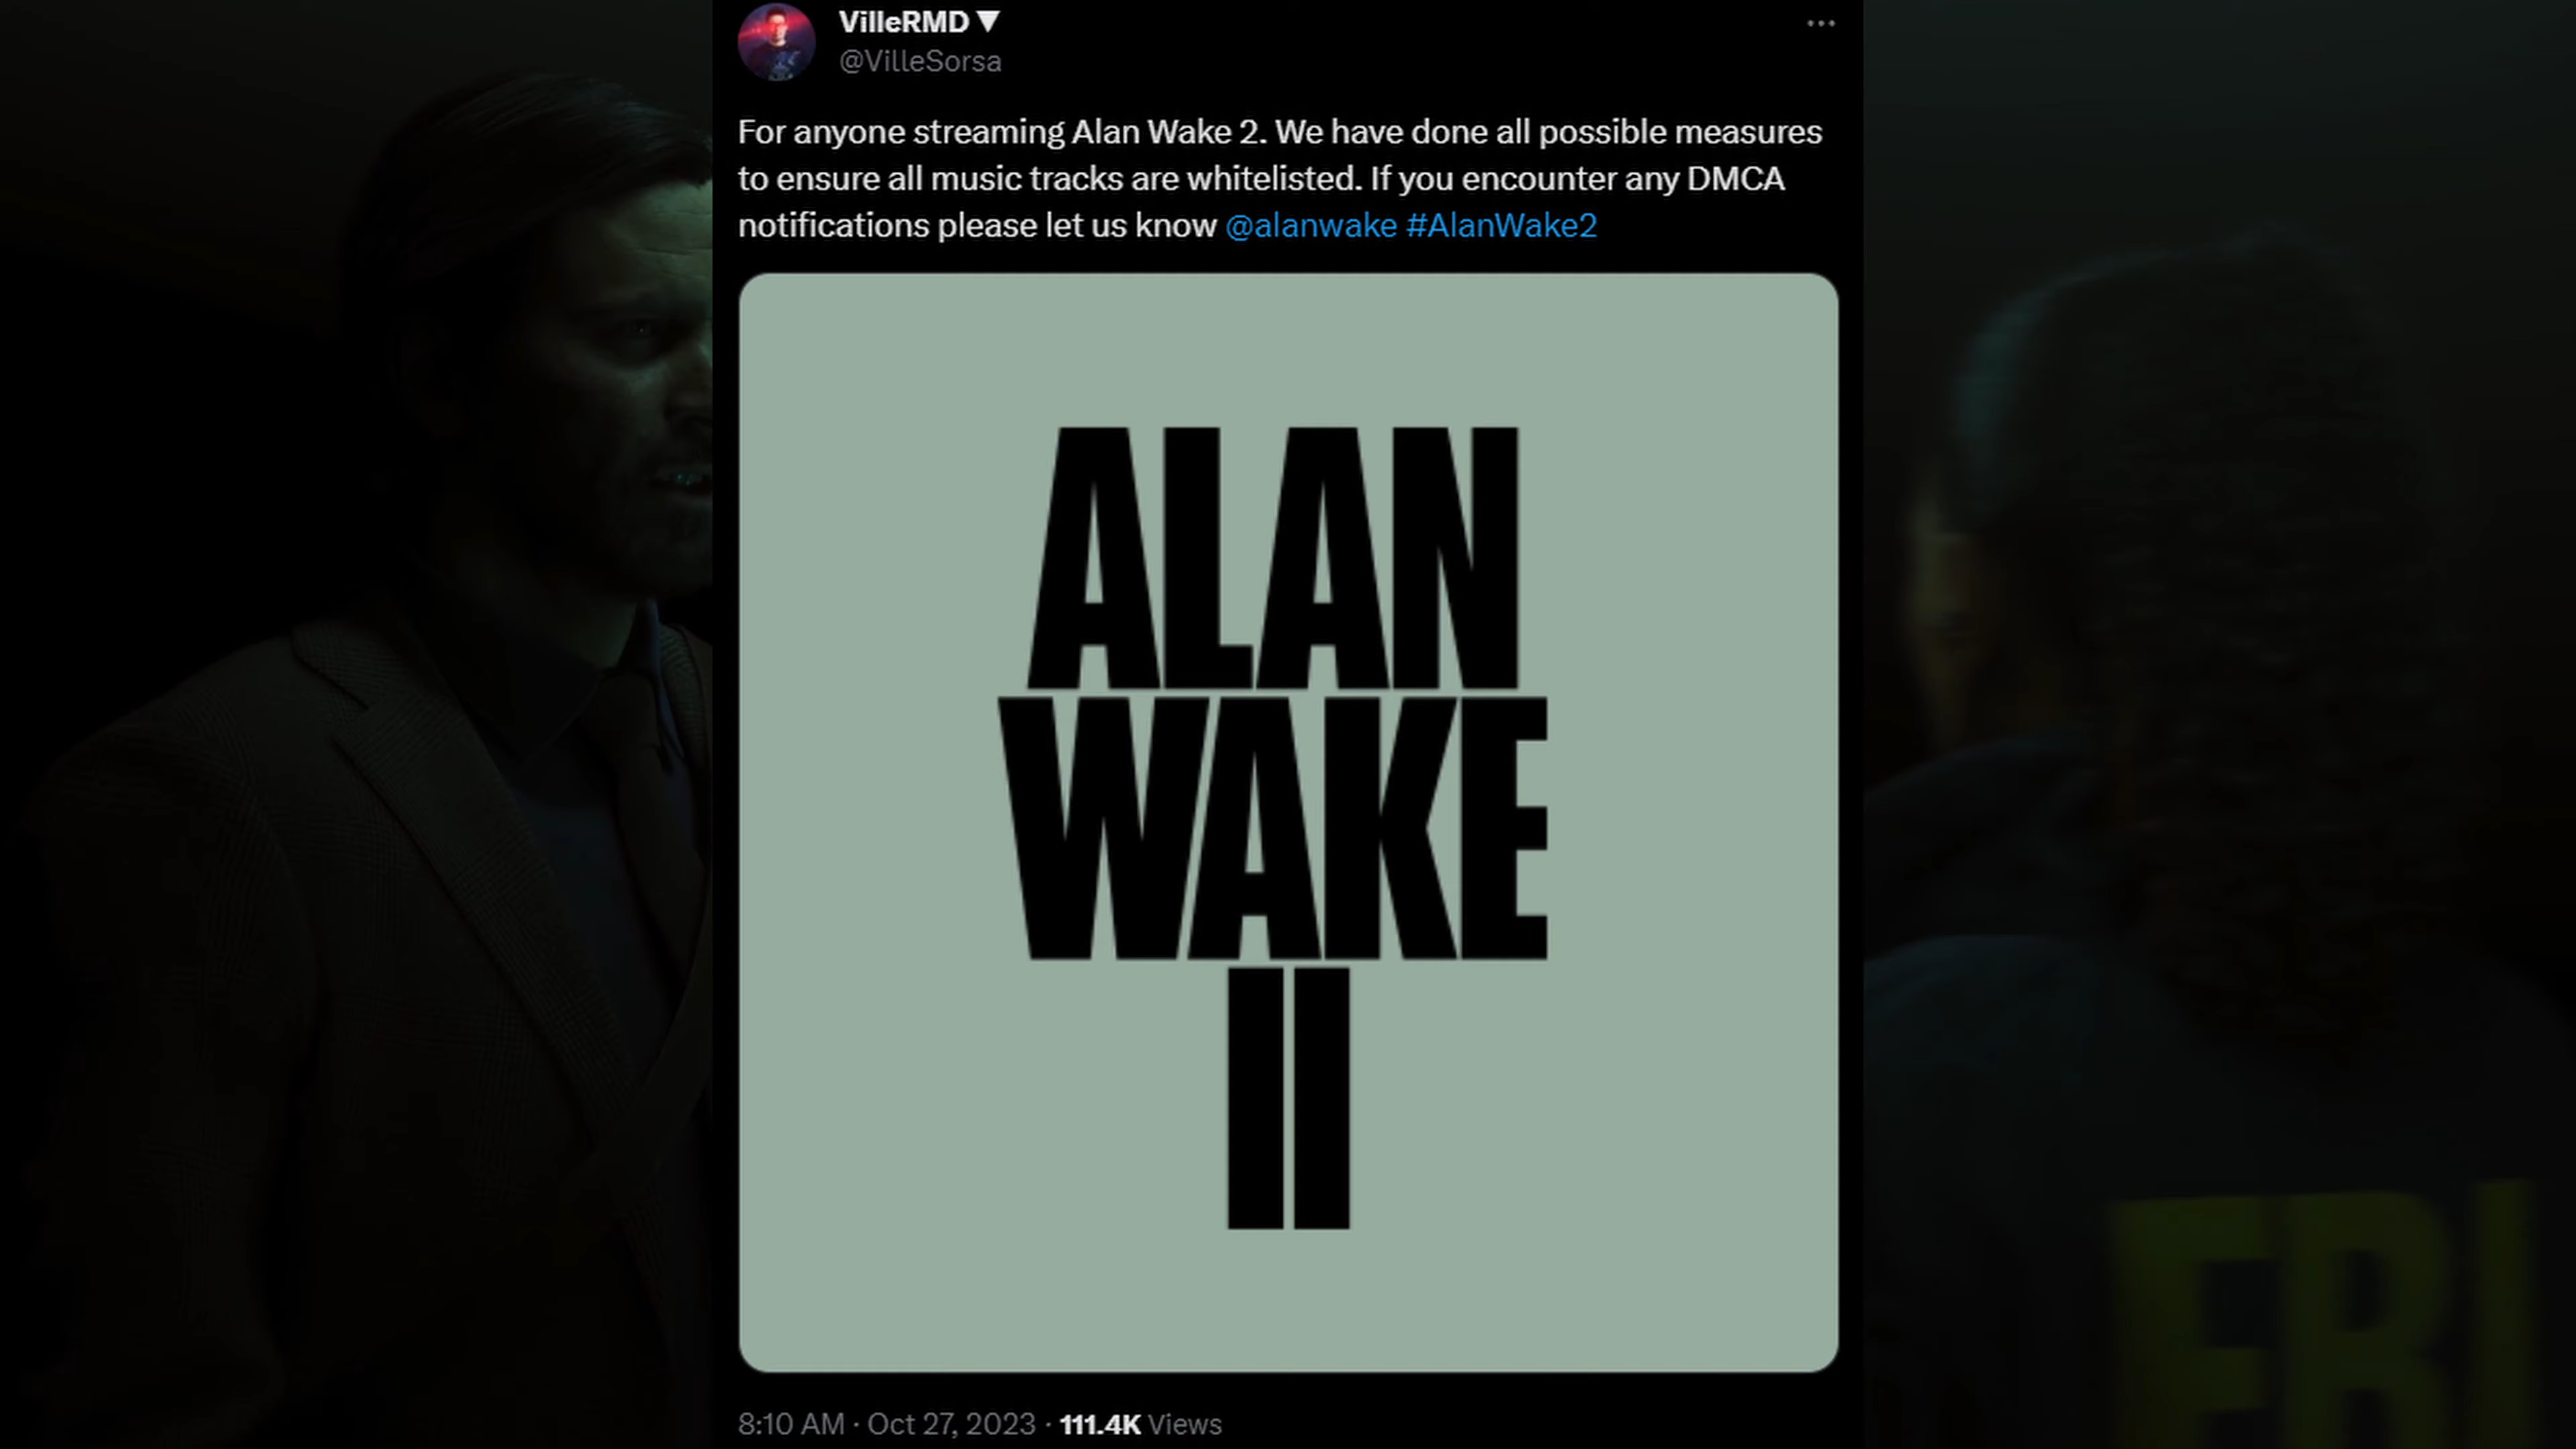 VilleRMD ▼
@VilleSorsa
For anyone streaming Alan Wake 2. We have done all possible measures
to ensure all music tracks are whitelisted. If you encounter any DMCA
notifications please let us know @alanwake #AlanWake2
ALAN
WAKE
II
8:10 AM · Oct 27, 2023 · 111.4K Views
FBI